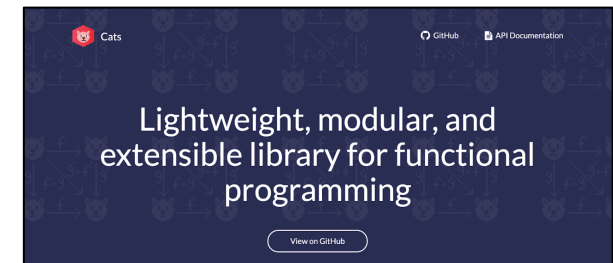 Cats
GitHub
API Documentation
Lightweight, modular, and
extensible library for functional
programming
View on GitHub